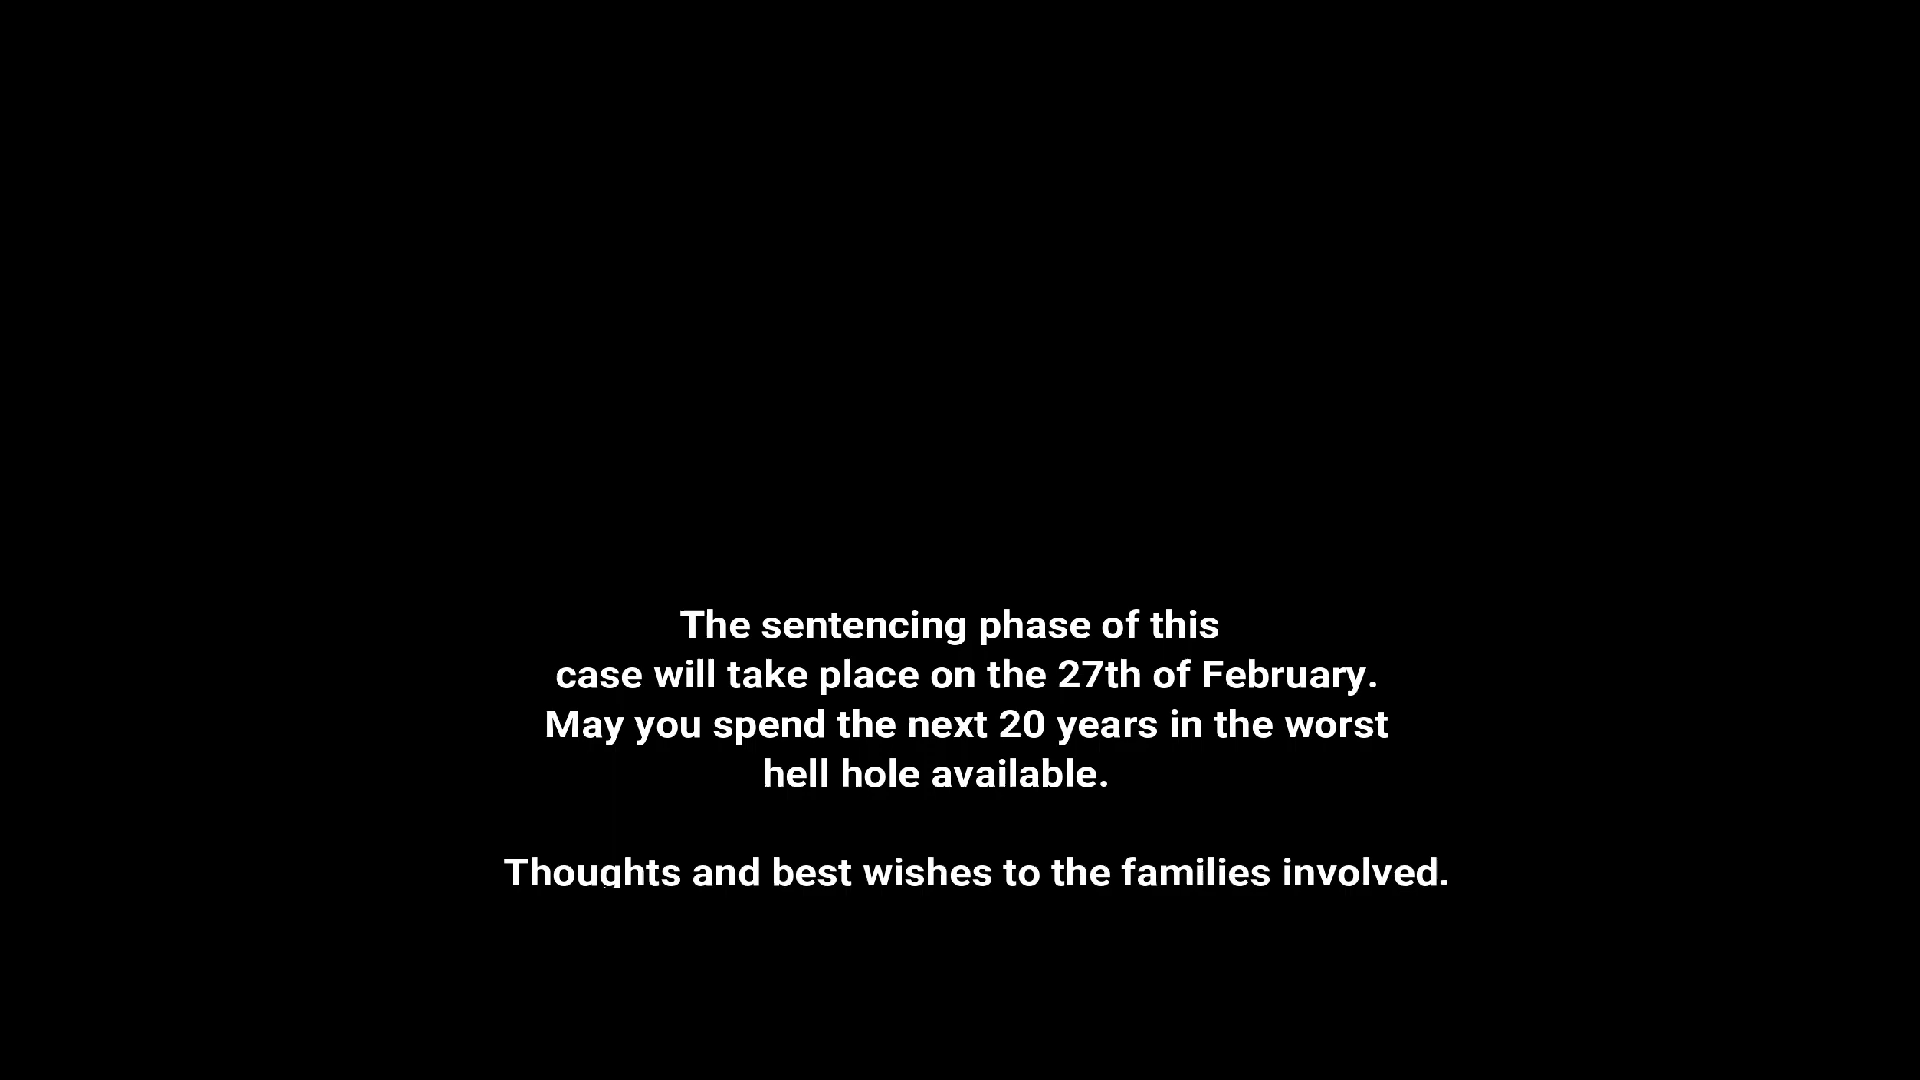 The sentencing phase of this
case will take place on the 27th of February.
May you spend the next 20 years in the worst
hell hole available.
Thoughts and best wishes to the families involved.